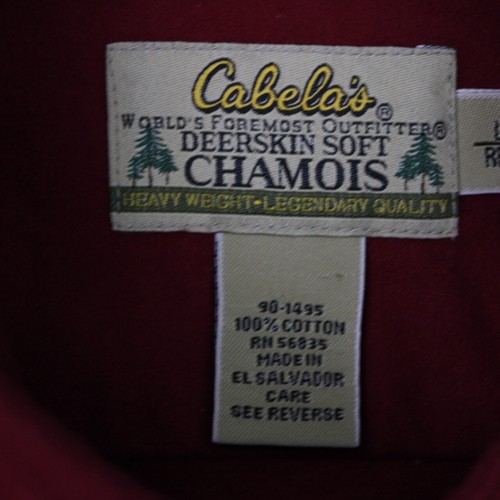 Cabela's®
WORLD'S FOREMOST OUTFITTER®
DEERSKIN SOFT
CHAMOIS
HEAVY WEIGHT·LEGENDARY QUALITY
90-1495
100% COTTON
RN 56835
MADE IN
EL SALVADOR
CARE
SEE REVERSE